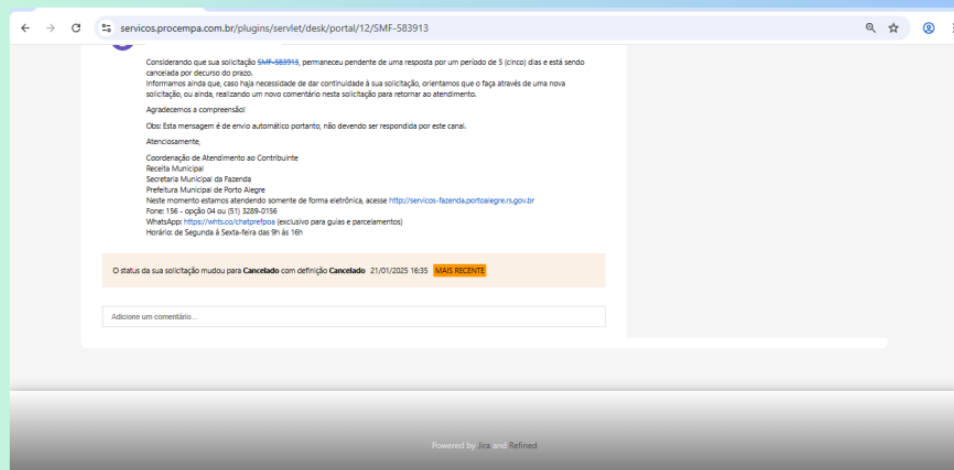 servicos.procempa.com.br/plugins/servlet/desk/portal/12/SMF-583913
Considerando que sua solicitação SMF-583913, permaneceu pendente de uma resposta por um período de 5 (cinco) dias e está sendo
cancelada por decurso do prazo.
Informamos ainda que, caso haja necessidade de dar continuidade à sua solicitação, orientamos que o faça através de uma nova
solicitação, ou ainda, realizando um novo comentário nesta solicitação para retornar ao atendimento.
Agradecemos a compreensão!
Obs: Esta mensagem é de envio automático portanto, não devendo ser respondida por este canal.
Atenciosamente,
Coordenação de Atendimento ao Contribuinte
Receita Municipal
Secretaria Municipal da Fazenda
Prefeitura Municipal de Porto Alegre
Neste momento estamos atendendo somente de forma eletrônica, acesse http://servicos-fazenda.portoalegre.rs.gov.br
Fone: 156 - opção 04 ou (51) 3289-0156
WhatsApp: https://whts.co/chatprefpoa (exclusivo para guias e parcelamentos)
Horário: de Segunda à Sexta-feira das 9h às 16h
O status da sua solicitação mudou para Cancelado com definição Cancelado 21/01/2025 16:35 MAIS RECENTE
Adicione um comentário...
Powered by Jira and Refined